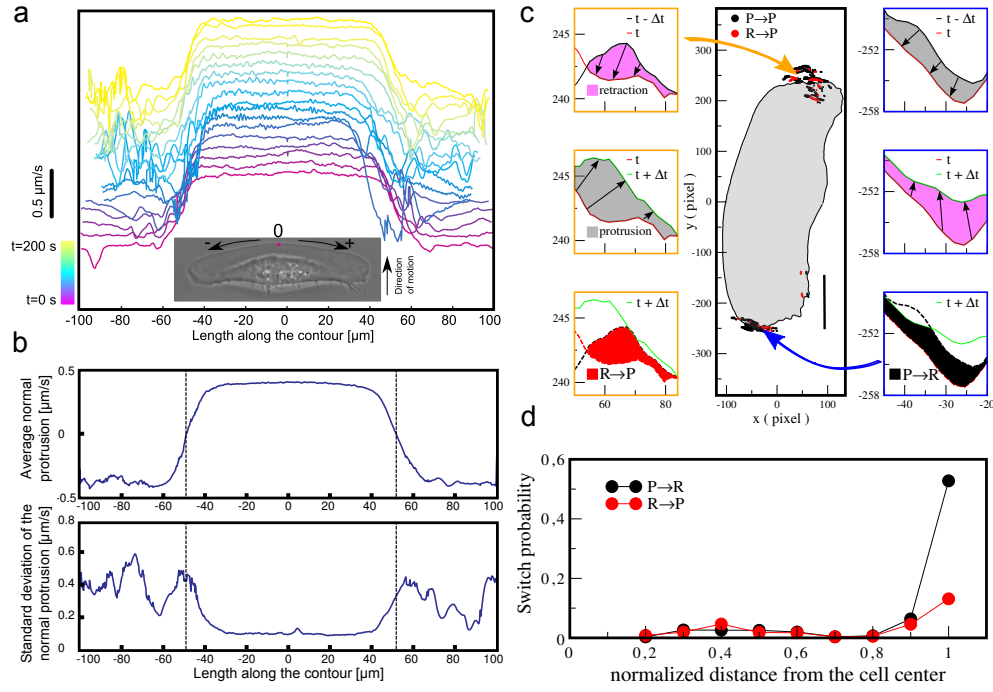 a
0.5 µm/s
t=200 s
t=0 s
- 0 +
Direction
of motion
-100 -80 -60 -40 -20 0 20 40 60 80 100
Length along the contour [µm]
b
Average normal
protrusion [µm/s]
0.5
0
-0.5
-100 -80 -60 -40 -20 0 20 40 60 80 100
Standard deviation of the
normal protrusion [µm/s]
0.8
0.6
0.4
0.2
0
-100 -80 -60 -40 -20 0 20 40 60 80 100
Length along the contour [µm]
c
246
243
240
t - Δt
t
retraction
246
243
240
t
t + Δt
protrusion
246
243
240
t + Δt
R→P
60 70 80
P→P
R→P
y ( pixel )
300
200
100
0
-100
-200
-300
-100 0 100
x ( pixel )
t - Δt
t
-252
-258
t
t + Δt
-252
-258
t + Δt
-252
-258
P→R
-40 -30 -20
d
Switch probability
0,6
0,4
0,2
0
P→R
R→P
0 0,2 0,4 0,6 0,8 1
normalized distance from the cell center